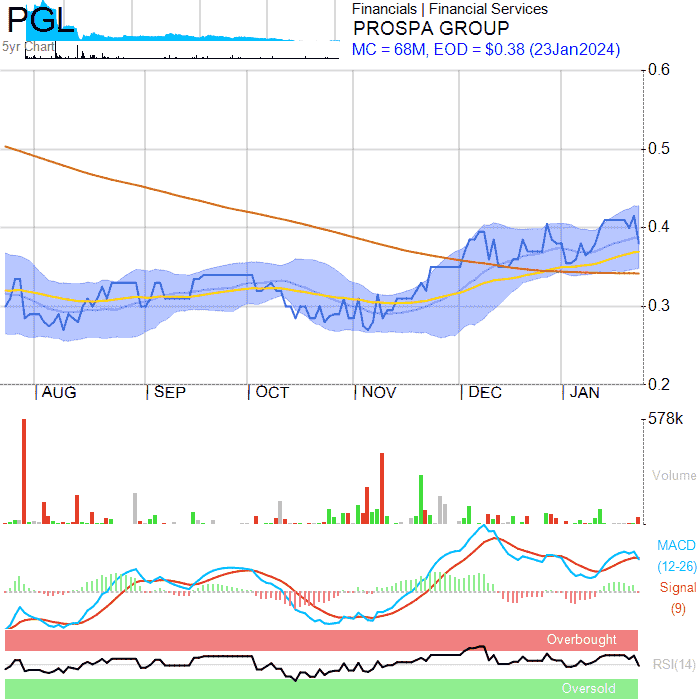 PGL
5yr Chart
Financials | Financial Services
PROSPA GROUP
MC = 68M, EOD = $0.38 (23Jan2024)
0.6
0.5
0.4
0.3
0.2
AUG SEP OCT NOV DEC JAN
578k
Volume
MACD
(12-26)
Signal
(9)
Overbought
RSI(14)
Oversold